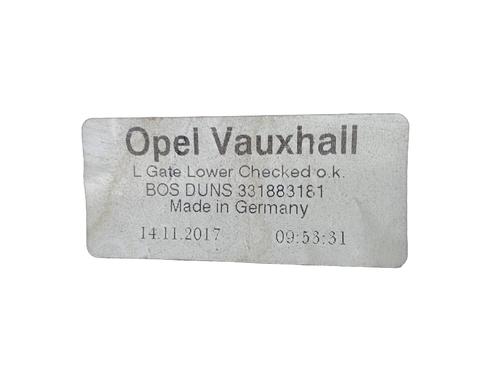 Opel Vauxhall
L Gate Lower Checked o.k.
BOS DUNS 331883181
Made in Germany
14.11.2017 09:53:31